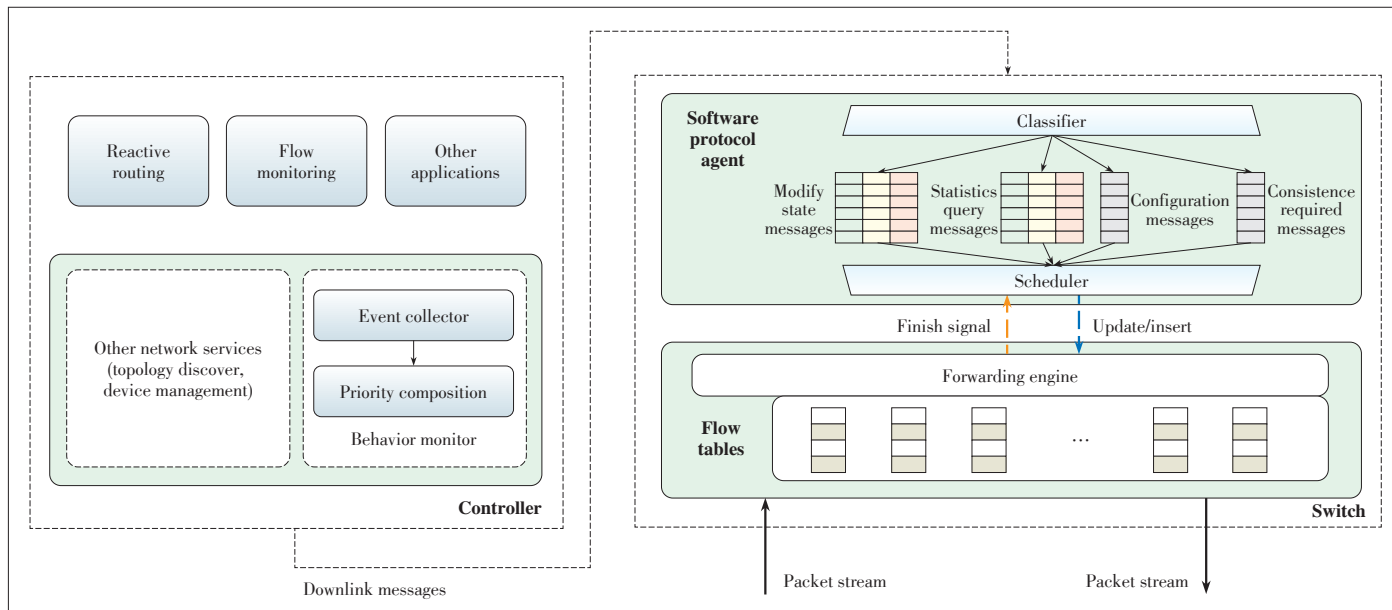 Reactive
routing
Flow
monitoring
Other
applications
Other network services
(topology discover,
device management)
Event collector
Priority composition
Behavior monitor
Controller
Downlink messages
Software
protocol
agent
Classifier
Modify
state
messages
Statistics
query
messages
Configuration
messages
Consistence
required
messages
Scheduler
Finish signal
Update/insert
Forwarding engine
Flow
tables
...
Switch
Packet stream
Packet stream